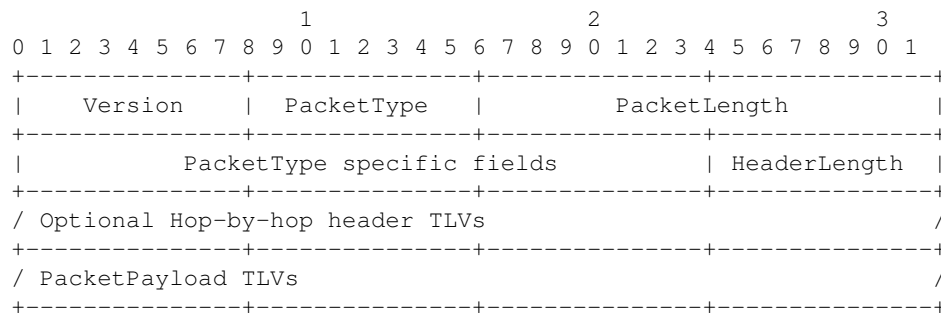 1                   2                   3
0 1 2 3 4 5 6 7 8 9 0 1 2 3 4 5 6 7 8 9 0 1 2 3 4 5 6 7 8 9 0 1
+---------------+---------------+---------------+---------------+
|    Version    |  PacketType   |         PacketLength          |
+---------------+---------------+---------------+---------------+
|           PacketType specific fields          | HeaderLength  |
+---------------+---------------+---------------+---------------+
/ Optional Hop-by-hop header TLVs                               /
+---------------+---------------+---------------+---------------+
/ PacketPayload TLVs                                            /
+---------------+---------------+---------------+---------------+